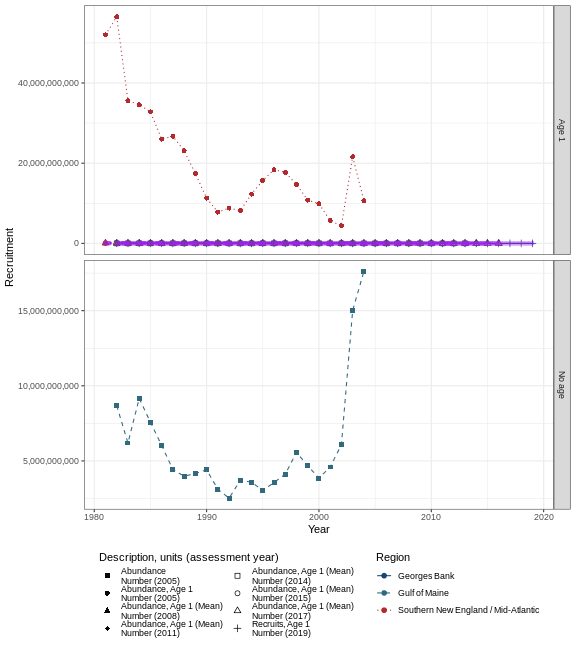 40,000,000,000
20,000,000,000
0
Age 1
Recruitment
15,000,000,000
10,000,000,000
5,000,000,000
No age
1980
1990
2000
2010
2020
Year
Description, units (assessment year)
Abundance
Number (2005)
Abundance, Age 1
(2005)
Abundance, Age 1 (Mean)
Number (2008)
Abundance, Age 1 (Mean)
Number (2011)
Abundance, Age 1 (Mean)
Number (2014)
Abundance, Age 1 (Mean)
Number (2015)
Abundance, Age 1 (Mean)
Number (2017)
Recruits, Age 1
Number (2019)
Region
Georges Bank
Gulf of Maine
Southern New England / Mid-Atlantic